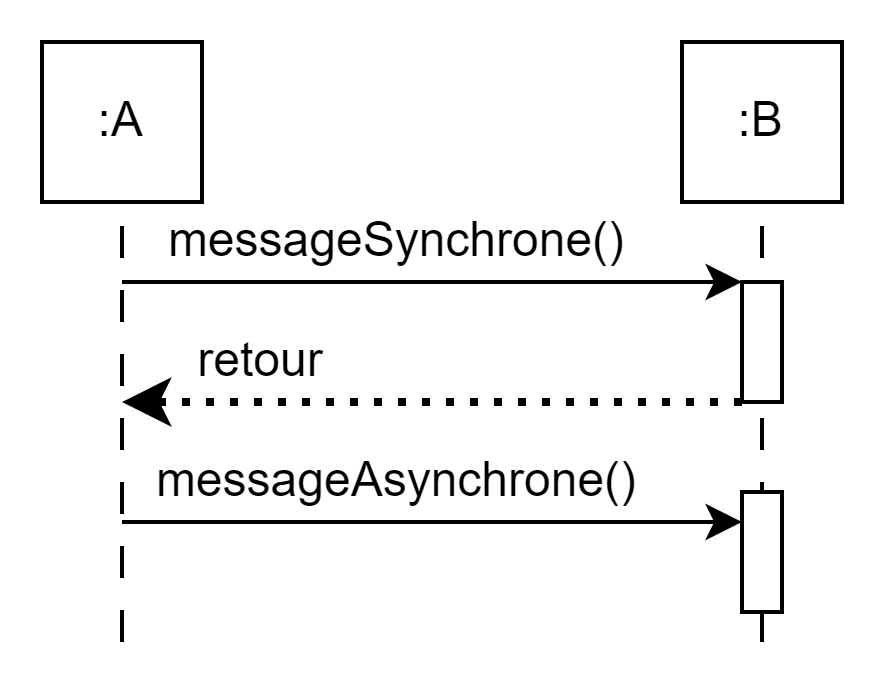 :A
:B
messageSynchrone()
retour
messageAsynchrone()